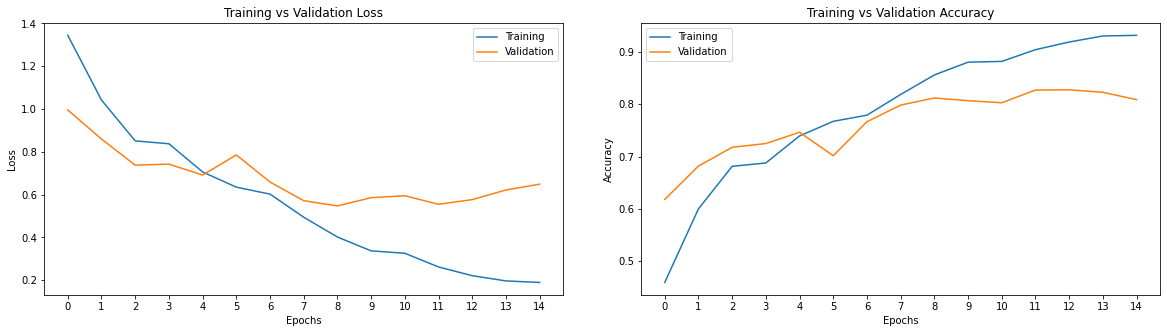 Training vs Validation Loss
Training
Validation
Loss
1.4
1.2
1.0
0.8
0.6
0.4
0.2
0 1 2 3 4 5 6 7 8 9 10 11 12 13 14
Epochs
Training vs Validation Accuracy
Training
Validation
Accuracy
0.9
0.8
0.7
0.6
0.5
0 1 2 3 4 5 6 7 8 9 10 11 12 13 14
Epochs